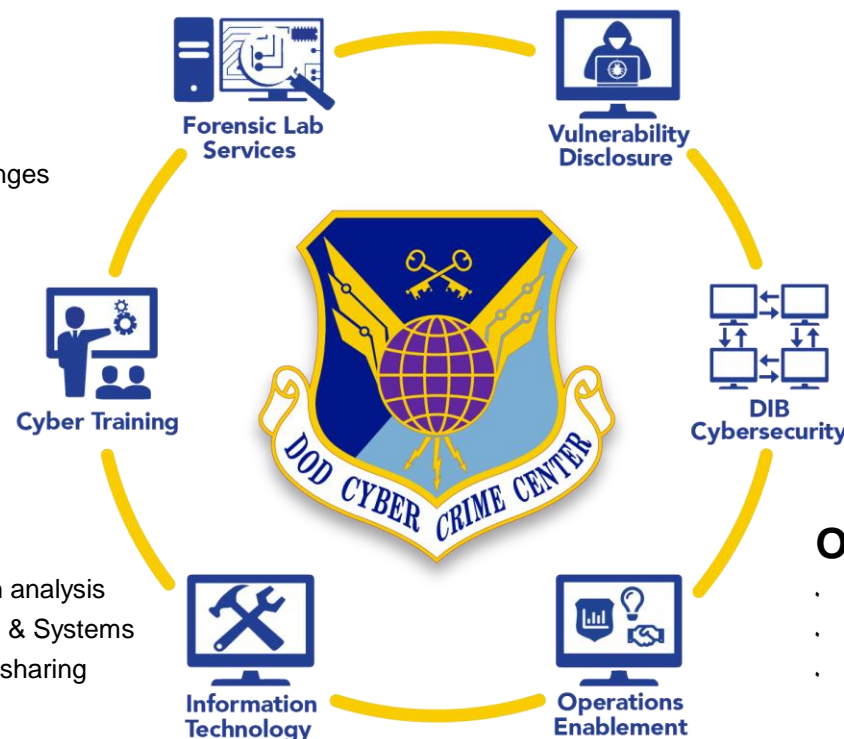 Forensic Lab
Services
Vulnerability
Disclosure
Cyber Training
DOD CYBER CRIME CENTER
DIB
Cybersecurity
analysis
& Systems
sharing
Information
Technology
Operations
Enablement